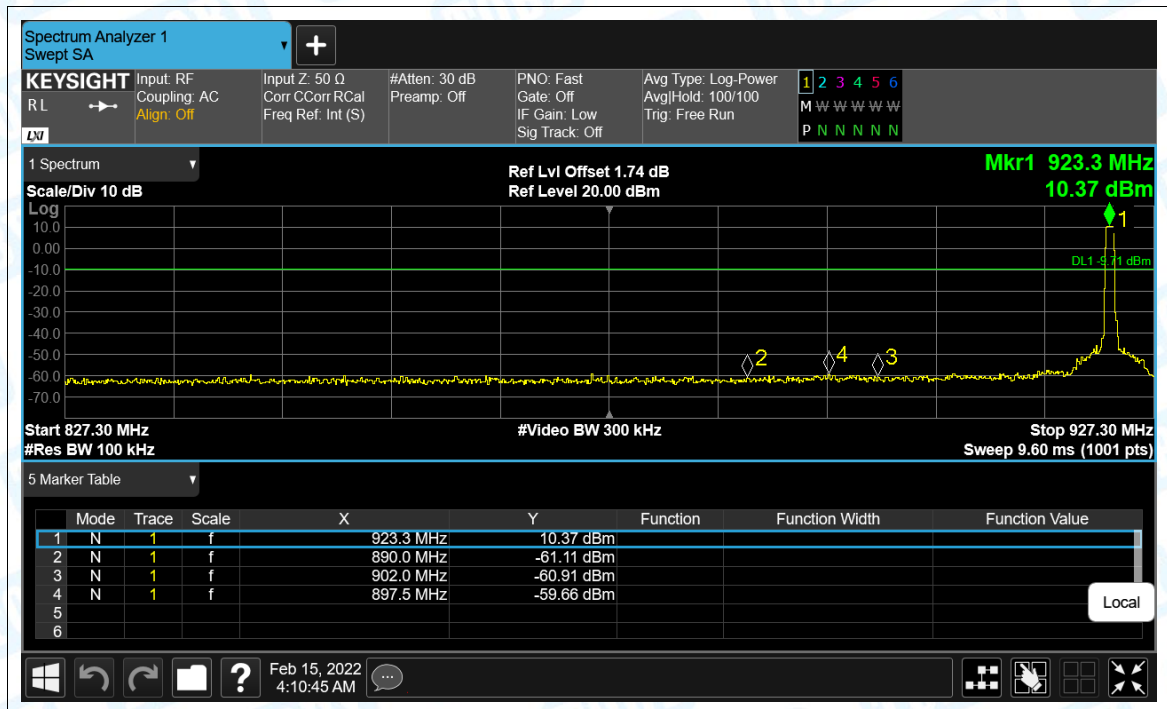 Spectrum Analyzer 1
Swept SA
KEYSIGHT
R L
LXI
Input: RF
Coupling: AC
Align: Off
Input Z: 50 Ω
Corr CCorr RCal
Freq Ref: Int (S)
#Atten: 30 dB
Preamp: Off
PNO: Fast
Gate: Off
IF Gain: Low
Sig Track: Off
Avg Type: Log-Power
Avg|Hold: 100/100
Trig: Free Run
1 2 3 4 5 6
M W W W W W
P N N N N N
1 Spectrum
Scale/Div 10 dB
Ref Lvl Offset 1.74 dB
Ref Level 20.00 dBm
Mkr1 923.3 MHz
10.37 dBm
Log
10.0
0.00
-10.0
-20.0
-30.0
-40.0
-50.0
-60.0
-70.0
1
DL1 -9.71 dBm
2
4
3
Start 827.30 MHz
#Video BW 300 kHz
Stop 927.30 MHz
#Res BW 100 kHz
Sweep 9.60 ms (1001 pts)
5 Marker Table
Mode Trace Scale X Y Function Function Width Function Value
1 N 1 f 923.3 MHz 10.37 dBm
2 N 1 f 890.0 MHz -61.11 dBm
3 N 1 f 902.0 MHz -60.91 dBm
4 N 1 f 897.5 MHz -59.66 dBm
5
6
Local
?
Feb 15, 2022
4:10:45 AM